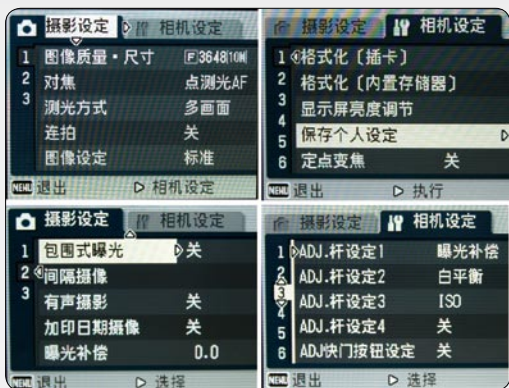 摄影设定 相机设定
1 图像质量・尺寸 F3648 10M
2 对焦 点测光AF
3 测光方式 多画面
连拍 关
图像设定 标准
MENU 退出 相机设定
摄影设定 相机设定
1 格式化〔插卡〕
2 格式化〔内置存储器〕
3 显示屏亮度调节
4 保存个人设定
5
6 定点变焦 关
MENU 退出 执行
摄影设定 相机设定
1 包围式曝光 关
2 间隔摄像
3 有声摄影 关
加印日期摄像 关
曝光补偿 0.0
MENU 退出 选择
摄影设定 相机设定
1 ADJ.杆设定1 曝光补偿
2 ADJ.杆设定2 白平衡
3 ADJ.杆设定3 ISO
4
5 ADJ.杆设定4 关
6 ADJ快门按钮设定 关
MENU 退出 选择